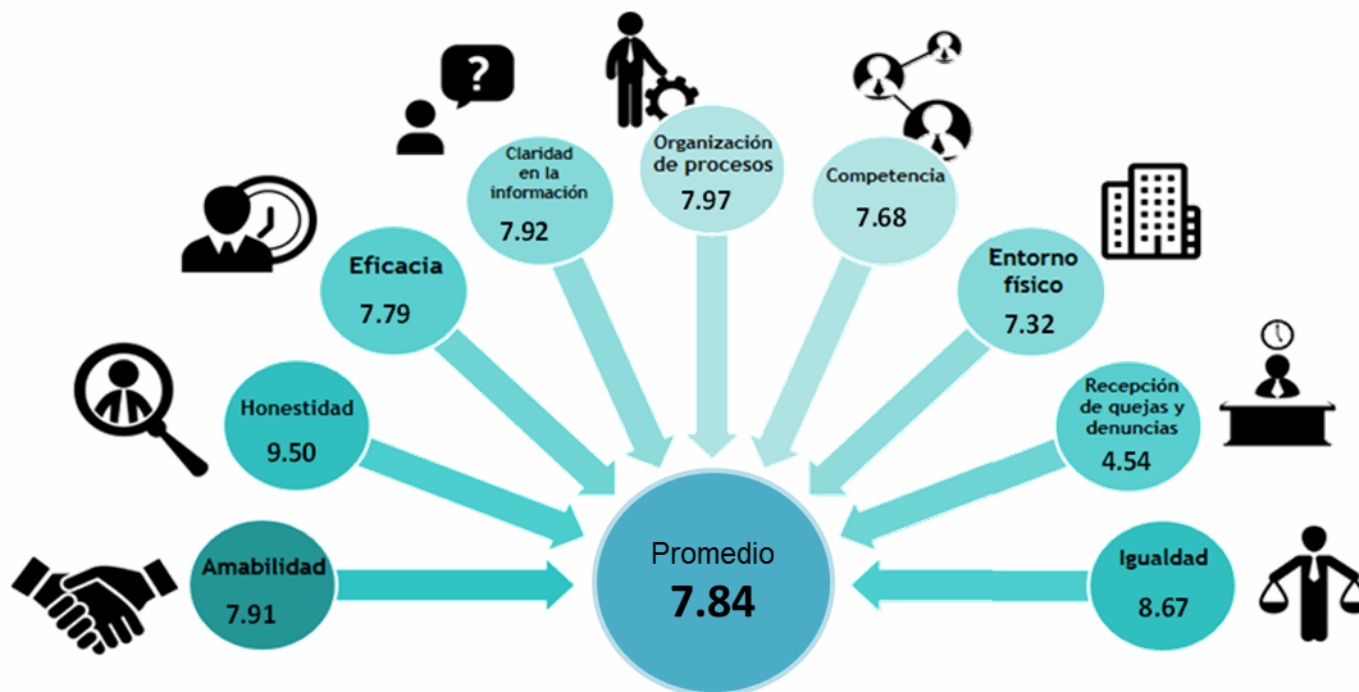 ?
Organización
de procesos
7.97
Claridad
en la
información
7.92
Competencia
7.68
Eficacia
7.79
Entorno
físico
7.32
Honestidad
9.50
Recepción
de quejas y
denuncias
4.54
Amabilidad
7.91
Promedio
7.84
Igualdad
8.67